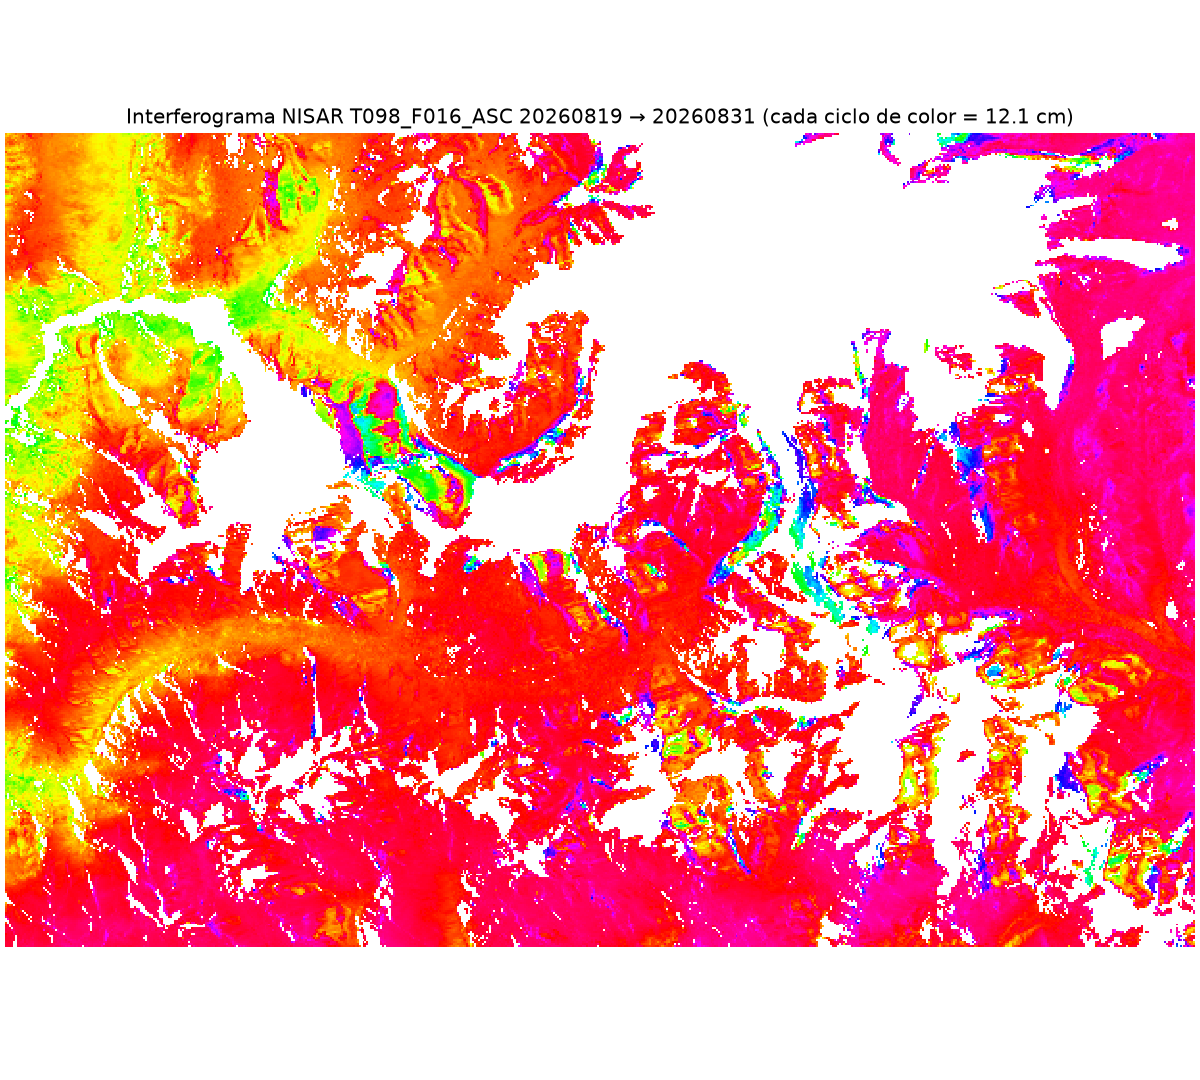 Interferograma NISAR T098_F016_ASC 20260819 → 20260831 (cada ciclo de color = 12.1 cm)